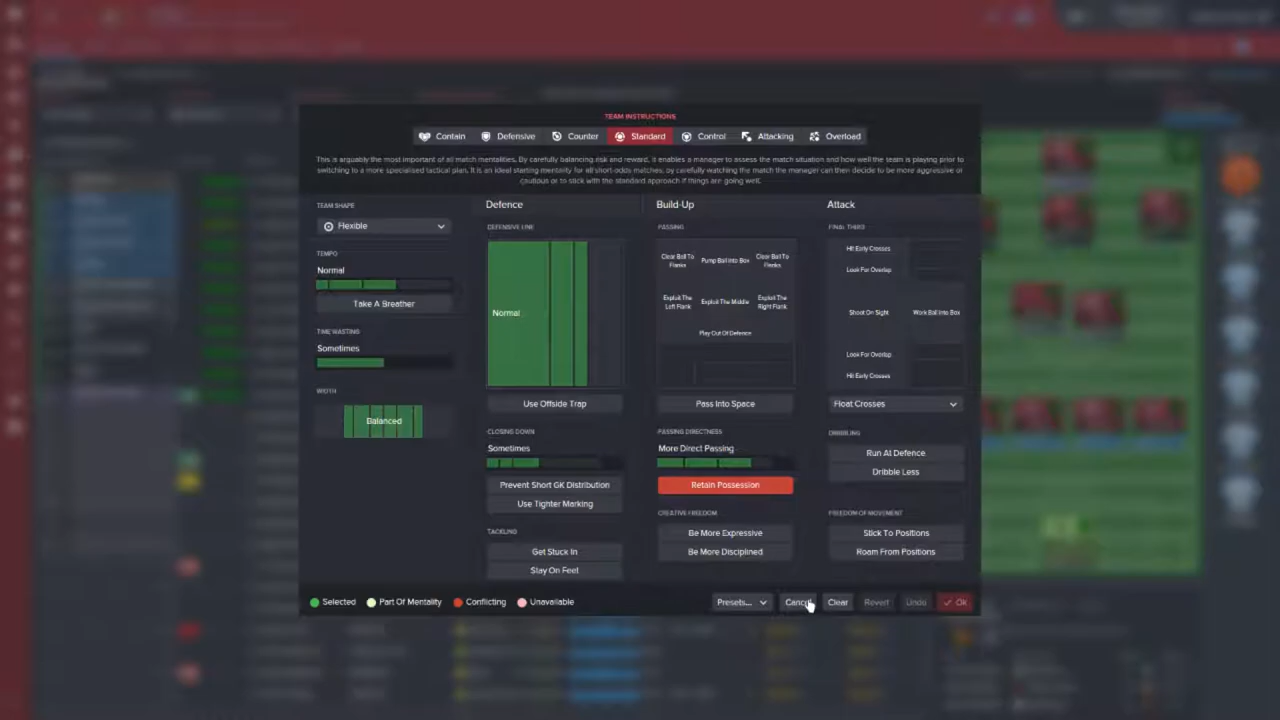 TEAM INSTRUCTIONS
Contain Defensive Counter Standard Control Attacking Overload
This is arguably the most important of all match mentalities. By carefully balancing risk and reward, it enables a manager to assess the match situation and how well the team is playing prior to
switching to a more specialised tactical plan. It is an ideal starting mentality for all short odds matches, by carefully watching the match the manager can then decide to be more aggressive or
cautious or to stick with the standard approach if things are going well.
TEAM SHAPE
Flexible
TEMPO
Normal
Take A Breather
TIME WASTING
Sometimes
WIDTH
Balanced
Defence
DEFENSIVE LINE
Normal
Use Offside Trap
CLOSING DOWN
Sometimes
Prevent Short GK Distribution
Use Tighter Marking
TACKLING
Get Stuck In
Stay On Feet
Build-Up
PASSING
Clear Ball To Flanks
Pump Ball Into Box
Clear Ball To Flanks
Exploit The Left Flank
Exploit The Middle
Exploit The Right Flank
Play Out Of Defence
Pass Into Space
PASSING DIRECTNESS
More Direct Passing
Retain Possession
CREATIVE FREEDOM
Be More Expressive
Be More Disciplined
Attack
FINAL THIRD
Hit Early Crosses
Look For Overlap
Shoot On Sight Work Ball Into Box
Look For Overlap
Hit Early Crosses
Float Crosses
DRIBBLING
Run At Defence
Dribble Less
FREEDOM OF MOVEMENT
Stick To Positions
Roam From Positions
Selected Part Of Mentality Conflicting Unavailable
Presets... Cancel Clear Revert Undo Ok